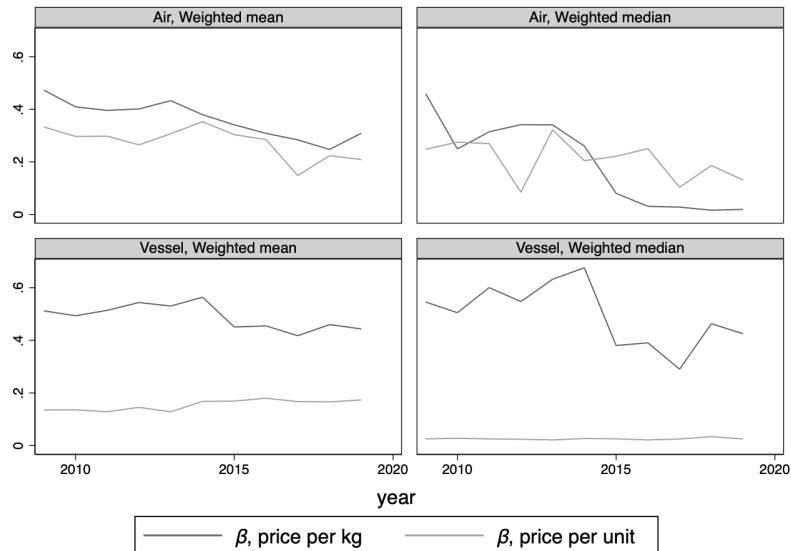 Air, Weighted mean
Air, Weighted median
.6
.4
.2
0
Vessel, Weighted mean
Vessel, Weighted median
.6
.4
.2
0
2010 2015 2020
2010 2015 2020
year
β, price per kg
β, price per unit